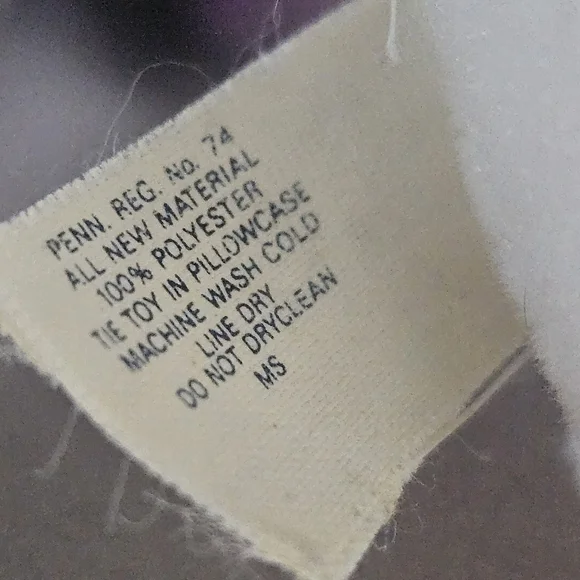 PENN. REG. No. 74
ALL NEW MATERIAL
100% POLYESTER
TIE TOY IN PILLOWCASE
MACHINE WASH COLD
LINE DRY
DO NOT DRYCLEAN
MS